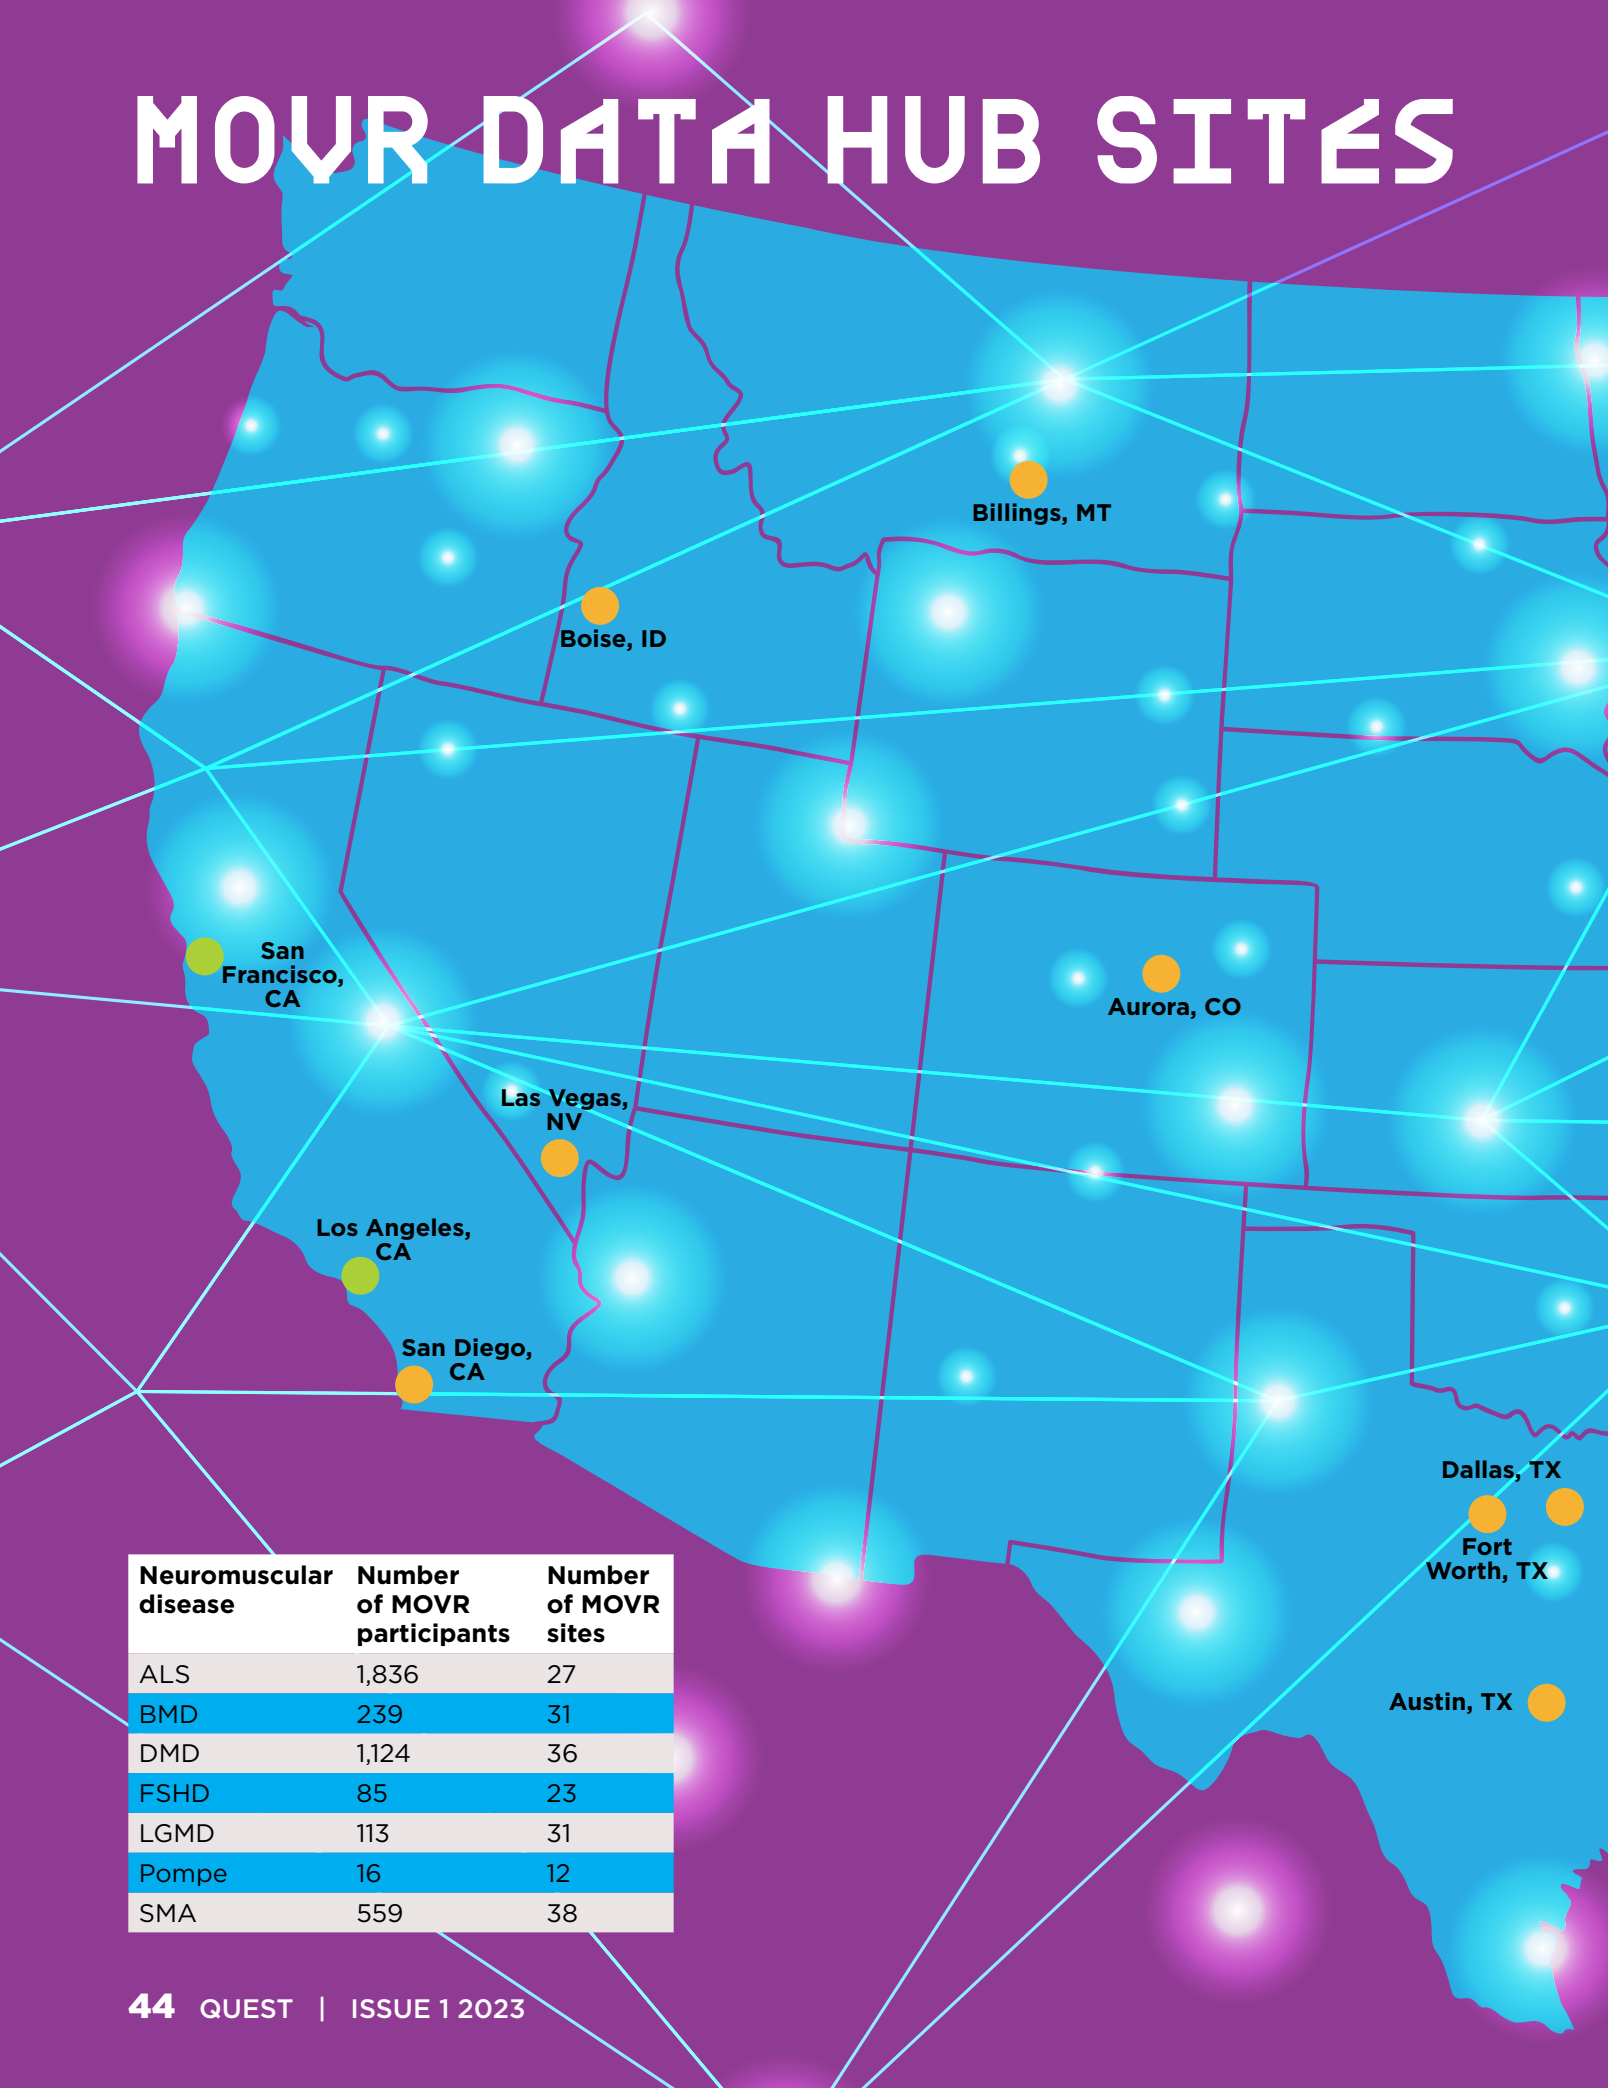 MOVR DATA HUB SITES
Billings, MT
Boise, ID
San
Francisco,
CA
Aurora, CO
Las Vegas,
NV
Los Angeles,
CA
San Diego,
CA
Dallas, TX
Fort
Worth, TX
Austin, TX
Neuromuscular disease | Number of MOVR participants | Number of MOVR sites
ALS 1,836 27
BMD 239 31
DMD 1,124 36
FSHD 85 23
LGMD 113 31
Pompe 16 12
SMA 559 38
44 QUEST | ISSUE 1 2023